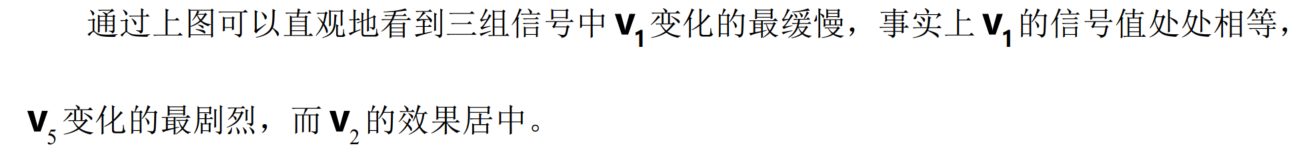 通过上图可以直观地看到三组信号中 v₁ 变化的最缓慢，事实上 v₁ 的信号值处处相等，
v₅ 变化的最剧烈，而 v₂ 的效果居中。